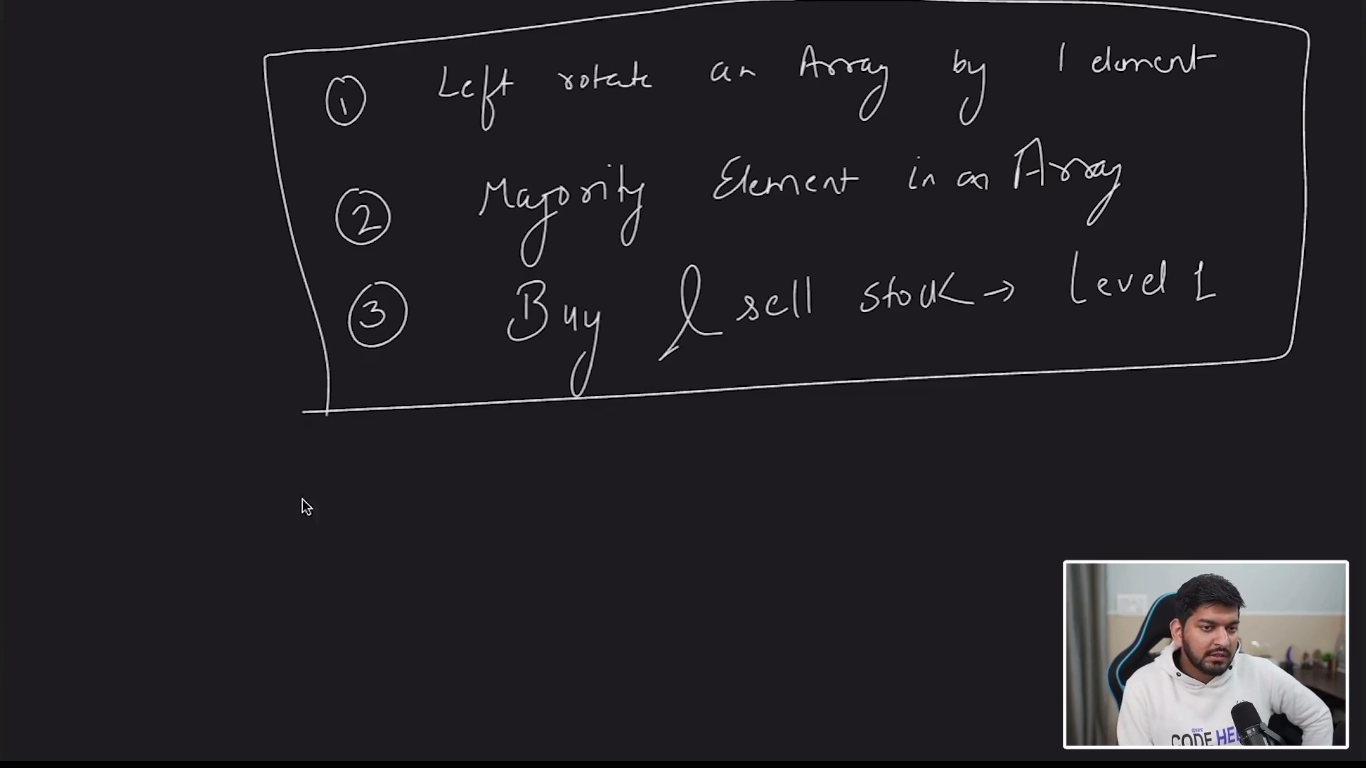 ① Left rotate an Array by 1 element
② Majority Element in an Array
③ Buy & sell stock → Level 1
CODE HE